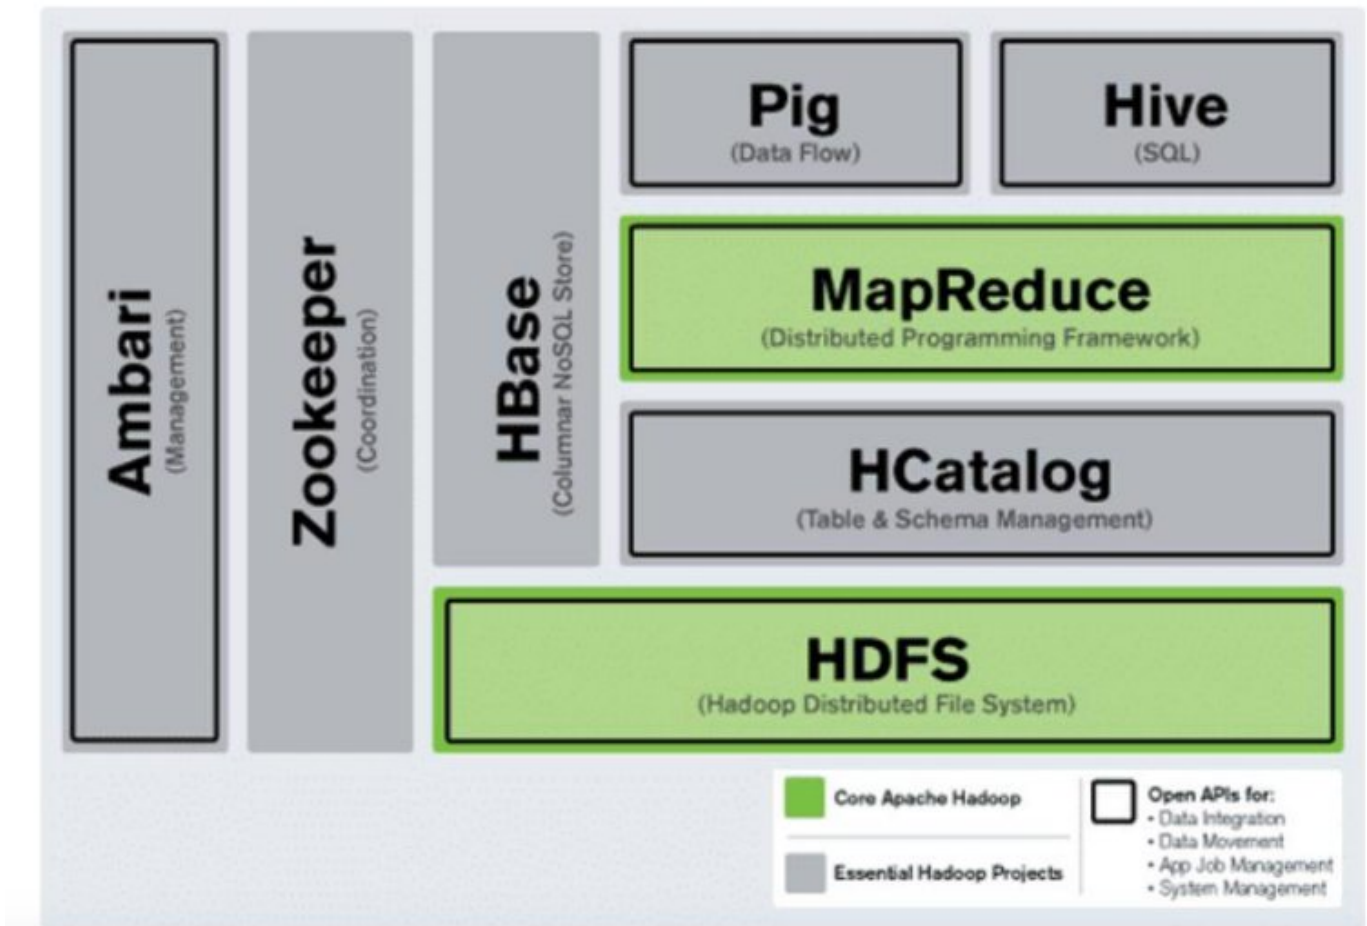 Ambari
(Management)
Zookeeper
(Coordination)
HBase
(Columnar NoSQL Store)
Pig
(Data Flow)
Hive
(SQL)
MapReduce
(Distributed Programming Framework)
HCatalog
(Table & Schema Management)
HDFS
(Hadoop Distributed File System)
Core Apache Hadoop
Essential Hadoop Projects
Open APIs for:
• Data Integration
• Data Movement
• App Job Management
• System Management